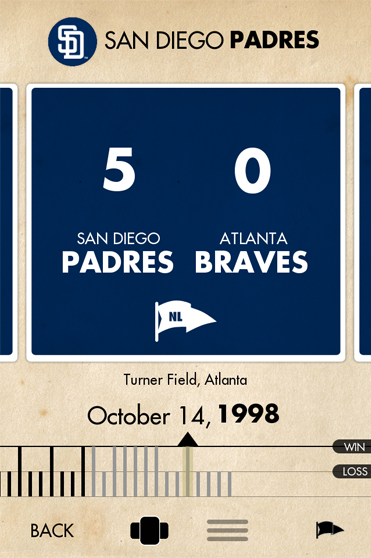 SD SAN DIEGO PADRES
5 0
SAN DIEGO ATLANTA
PADRES BRAVES
NL
Turner Field, Atlanta
October 14, 1998
WIN
LOSS
BACK